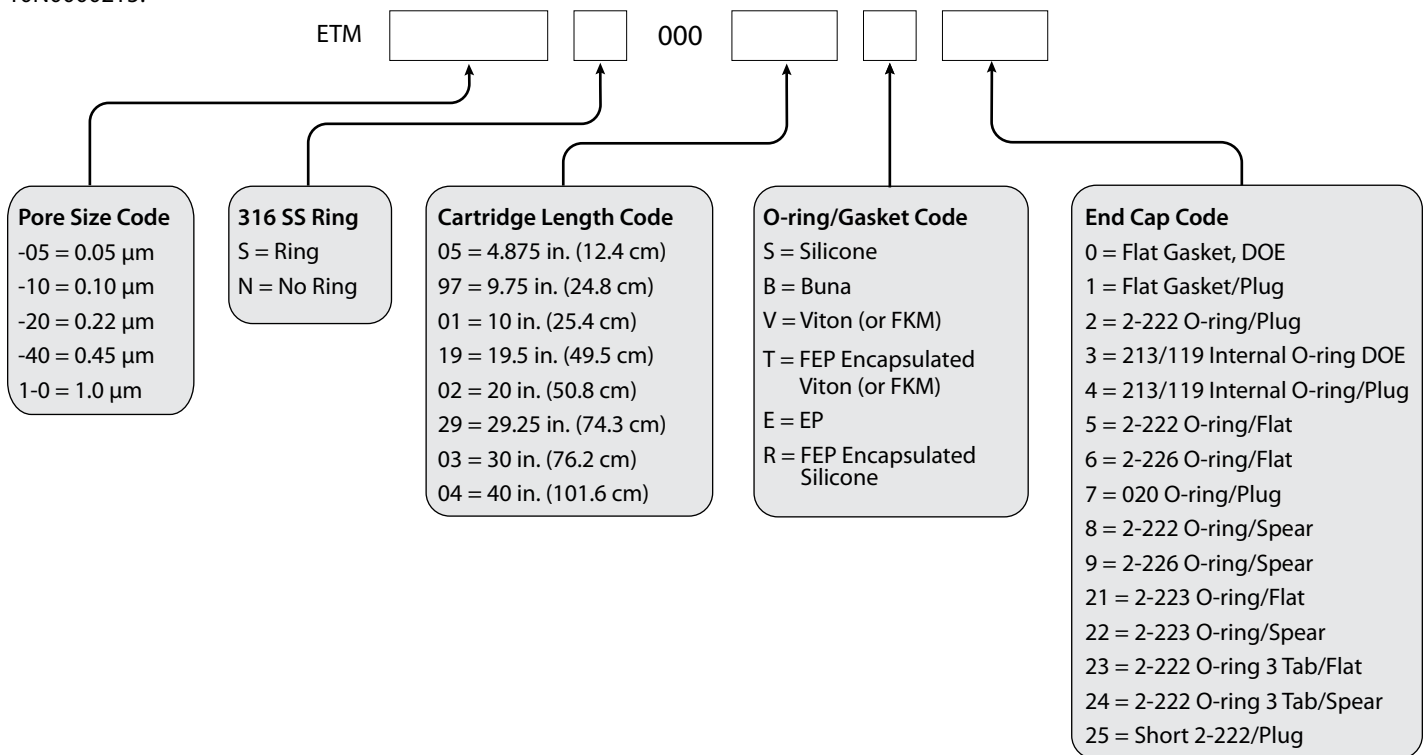 ETM 000
Pore Size Code
-05 = 0.05 µm
-10 = 0.10 µm
-20 = 0.22 µm
-40 = 0.45 µm
1-0 = 1.0 µm
316 SS Ring
S = Ring
N = No Ring
Cartridge Length Code
05 = 4.875 in. (12.4 cm)
97 = 9.75 in. (24.8 cm)
01 = 10 in. (25.4 cm)
19 = 19.5 in. (49.5 cm)
02 = 20 in. (50.8 cm)
29 = 29.25 in. (74.3 cm)
03 = 30 in. (76.2 cm)
04 = 40 in. (101.6 cm)
O-ring/Gasket Code
S = Silicone
B = Buna
V = Viton (or FKM)
T = FEP Encapsulated
Viton (or FKM)
E = EP
R = FEP Encapsulated
Silicone
End Cap Code
0 = Flat Gasket, DOE
1 = Flat Gasket/Plug
2 = 2-222 O-ring/Plug
3 = 213/119 Internal O-ring DOE
4 = 213/119 Internal O-ring/Plug
5 = 2-222 O-ring/Flat
6 = 2-226 O-ring/Flat
7 = 020 O-ring/Plug
8 = 2-222 O-ring/Spear
9 = 2-226 O-ring/Spear
21 = 2-223 O-ring/Flat
22 = 2-223 O-ring/Spear
23 = 2-222 O-ring 3 Tab/Flat
24 = 2-222 O-ring 3 Tab/Spear
25 = Short 2-222/Plug